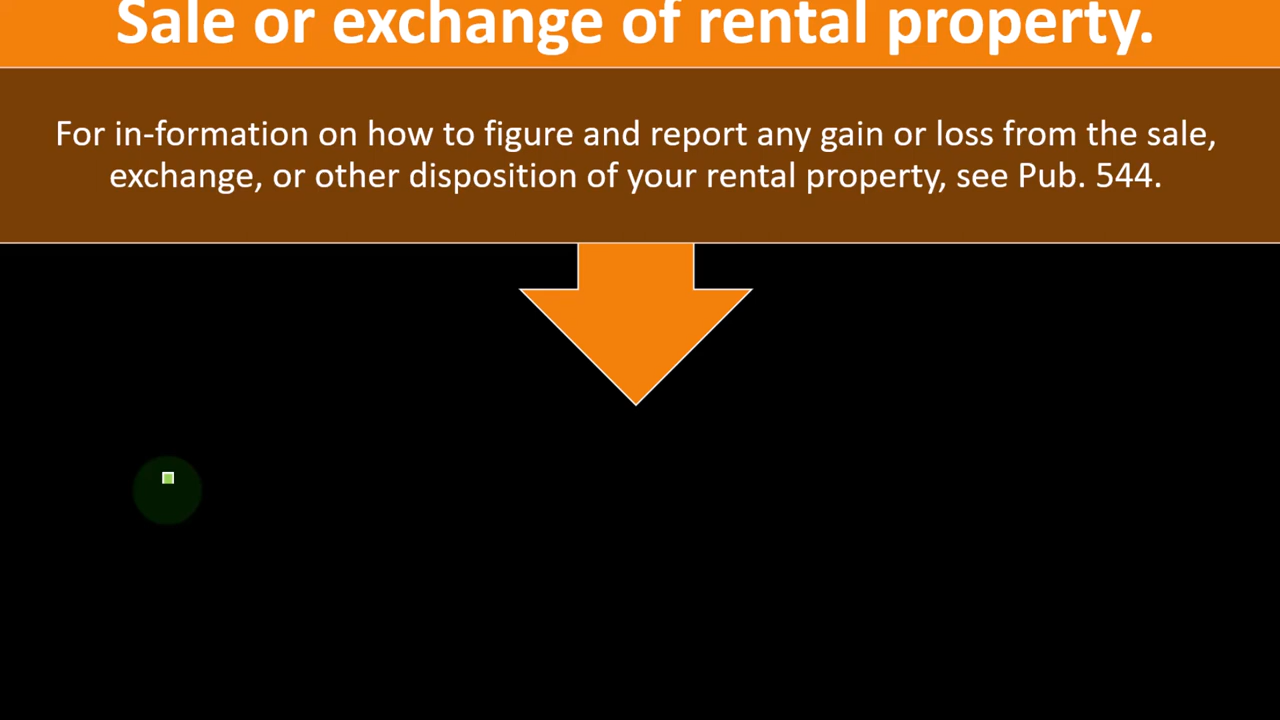 Sale or exchange of rental property.
For in-formation on how to figure and report any gain or loss from the sale,
exchange, or other disposition of your rental property, see Pub. 544.